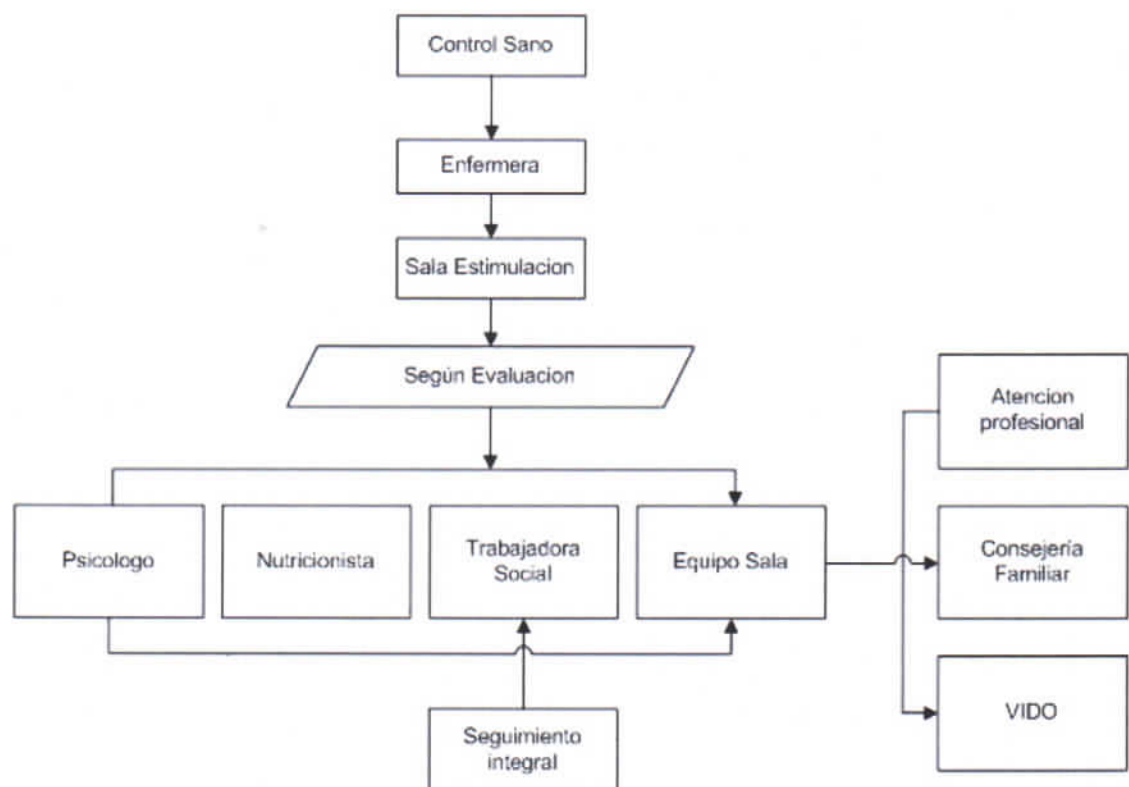 Control Sano
Enfermera
Sala Estimulacion
Según Evaluacion
Atencion
profesional
Psicologo
Nutricionista
Trabajadora
Social
Equipo Sala
Consejería
Familiar
Seguimiento
integral
VIDO